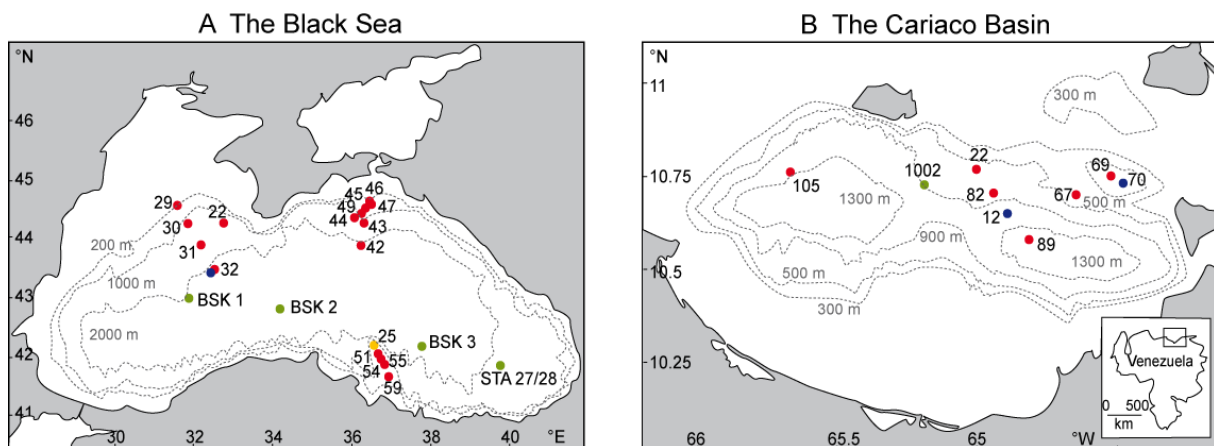 A The Black Sea
°N
46
45
44
43
42
41
30
32
34
36
38
40
°E
29
30
22
31
32
45
46
49
47
44
43
42
200 m
1000 m
2000 m
BSK 1
BSK 2
BSK 3
25
51
55
54
59
STA 27/28
B The Cariaco Basin
°N
11
10.75
10.5
10.25
66
65.5
65
°W
300 m
1002
22
69
70
105
82
67
500 m
1300 m
12
900 m
89
1300 m
500 m
300 m
Venezuela
0 500
km